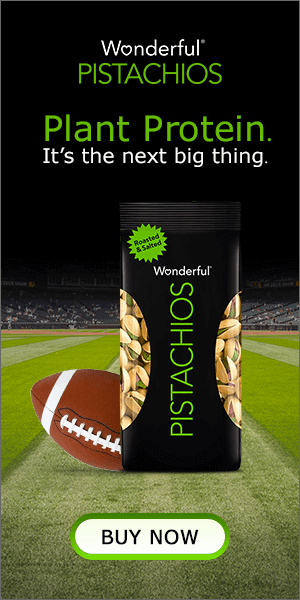 Wonderful®
PISTACHIOS
Plant Protein.
It's the next big thing.
Roasted
& Salted
Wonderful®
PISTACHIOS
BUY NOW